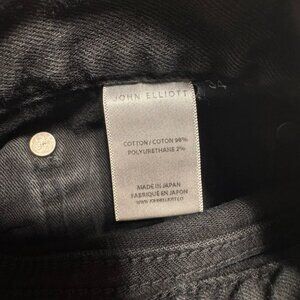 JOHN ELLIOTT
COTTON / COTON 98%
POLYURETHANE 2%
MADE IN JAPAN
FABRIQUÉ EN JAPON
WWW.JOHNELLIOTT.CO